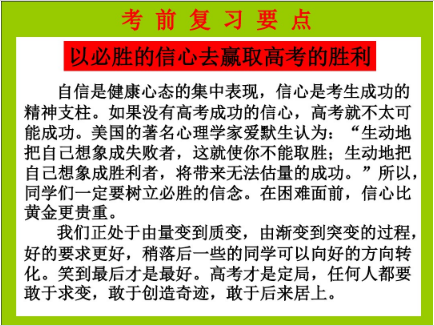 考前复习要点
以必胜的信心去赢取高考的胜利
自信是健康心态的集中表现，信心是考生成功的
精神支柱。如果没有高考成功的信心，高考就不太可
能成功。美国的著名心理学家爱默生认为：“生动地
把自己想象成失败者，这就使你不能取胜；生动地把
自己想象成胜利者，将带来无法估量的成功。”所以，
同学们一定要树立必胜的信念。在困难面前，信心比
黄金更贵重。
我们正处于由量变到质变，由渐变到突变的过程，
好的要求更好，稍落后一些的同学可以向好的方向转
化。笑到最后才是最好。高考才是定局，任何人都要
敢于求变，敢于创造奇迹，敢于后来居上。